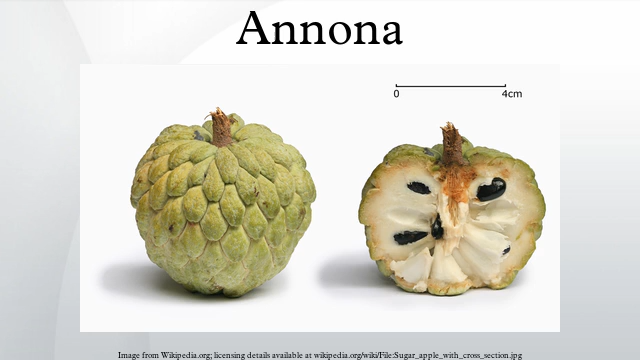 Annona
0 4cm
Image from Wikipedia.org; licensing details available at wikipedia.org/wiki/File:Sugar_apple_with_cross_section.jpg